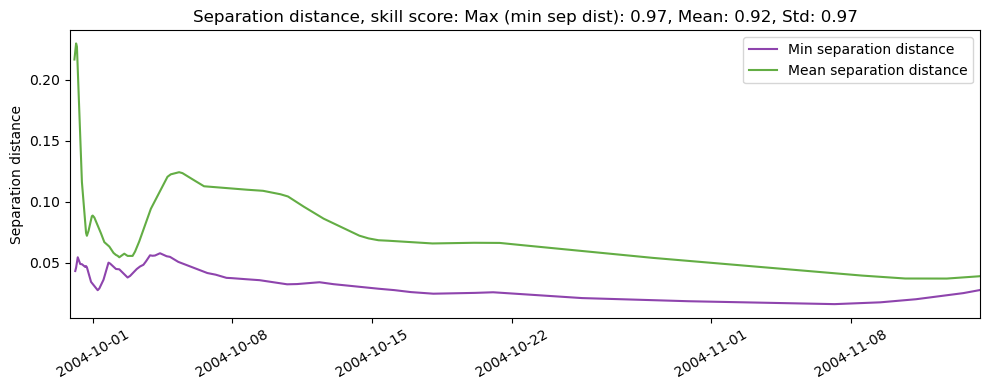 Separation distance, skill score: Max (min sep dist): 0.97, Mean: 0.92, Std: 0.97
Min separation distance
Mean separation distance
Separation distance
0.20
0.15
0.10
0.05
2004-10-01
2004-10-08
2004-10-15
2004-10-22
2004-11-01
2004-11-08